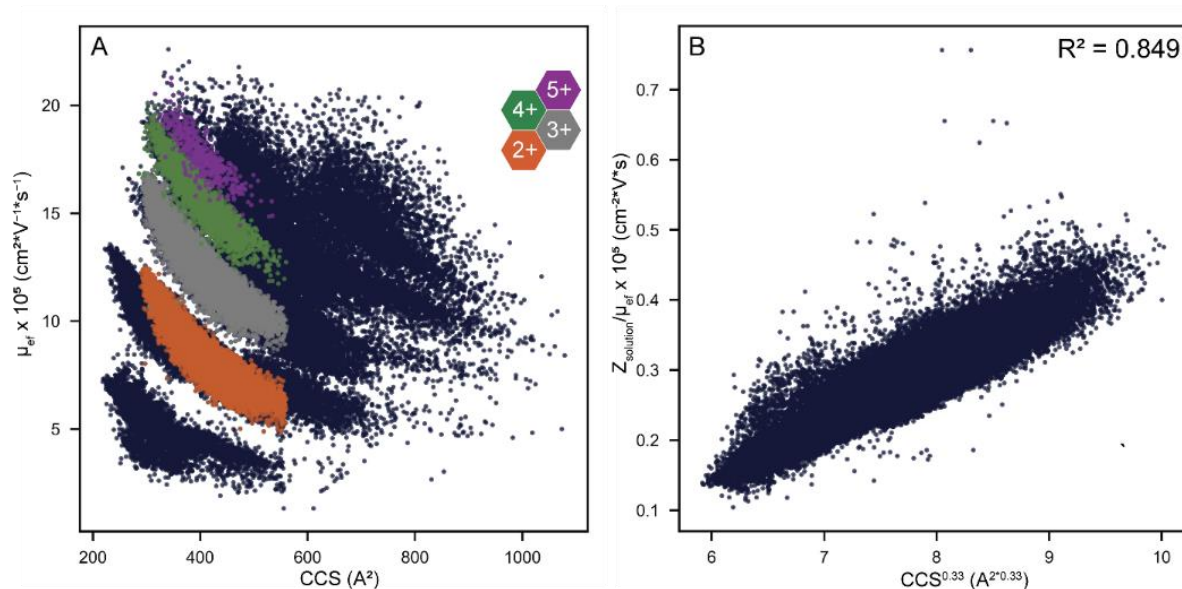 A
5+
4+
3+
2+
20
15
10
5
μef x 10⁵ (cm²*V⁻¹*s⁻¹)
200 400 600 800 1000
CCS (A²)
B
R² = 0.849
0.7
0.6
0.5
0.4
0.3
0.2
0.1
Zsolution/μef x 10⁵ (cm⁻²*V*s)
6 7 8 9 10
CCS⁰·³³ (A²*⁰·³³)